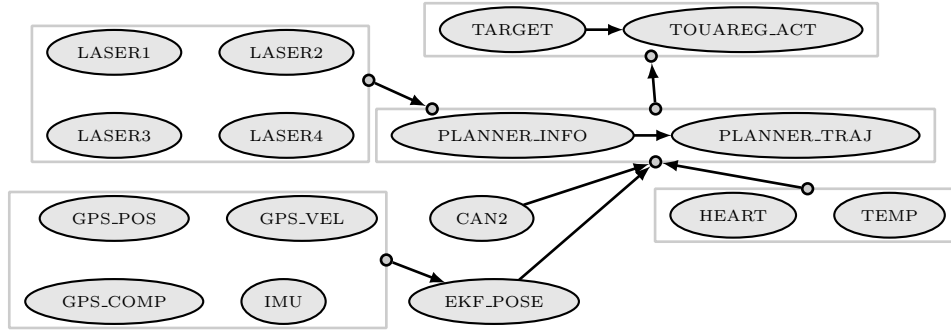 TARGET
TOUAREG_ACT
LASER1
LASER2
LASER3
LASER4
PLANNER_INFO
PLANNER_TRAJ
GPS_POS
GPS_VEL
CAN2
HEART
TEMP
GPS_COMP
IMU
EKF_POSE